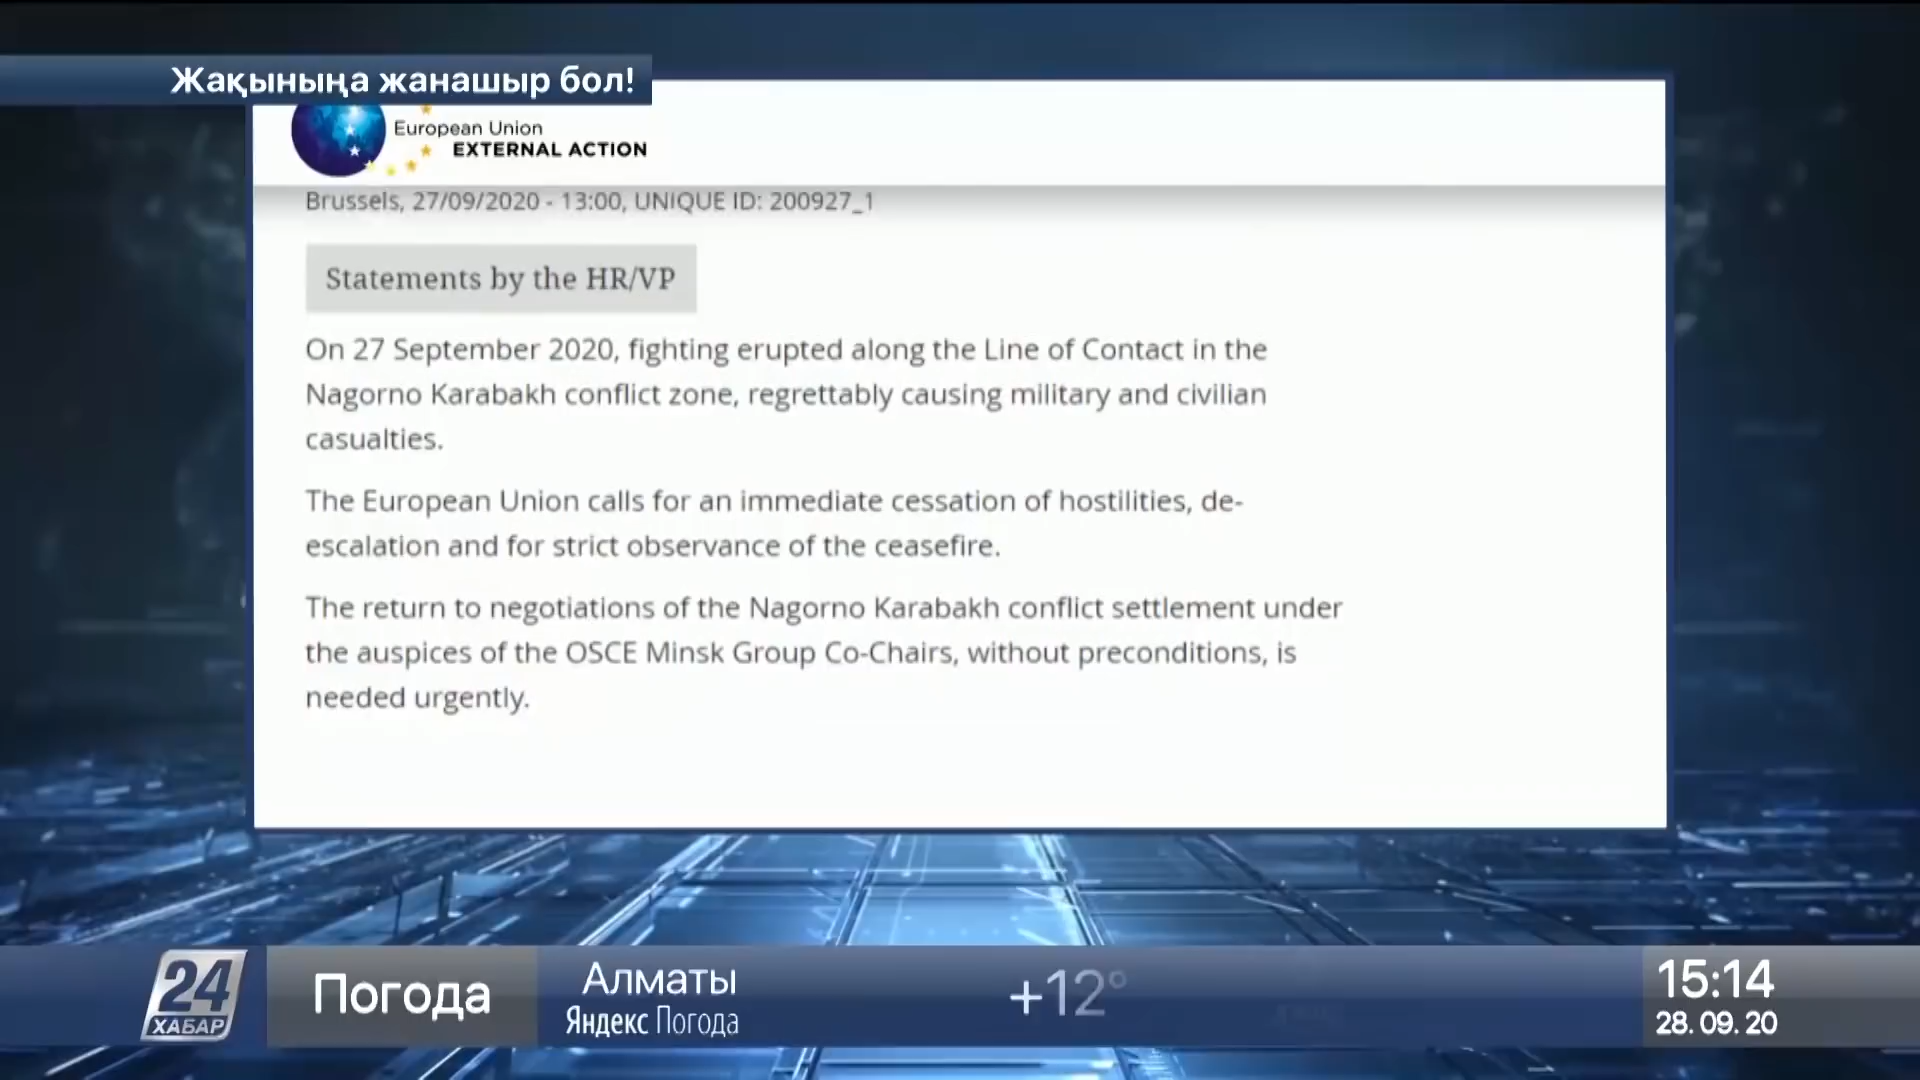 Жақыныңа жанашыр бол!
European Union
EXTERNAL ACTION
Brussels, 27/09/2020 - 13:00, UNIQUE ID: 200927_1
Statements by the HR/VP
On 27 September 2020, fighting erupted along the Line of Contact in the
Nagorno Karabakh conflict zone, regrettably causing military and civilian
casualties.
The European Union calls for an immediate cessation of hostilities, de-
escalation and for strict observance of the ceasefire.
The return to negotiations of the Nagorno Karabakh conflict settlement under
the auspices of the OSCE Minsk Group Co-Chairs, without preconditions, is
needed urgently.
24
ХАБАР
Погода
Алматы
Яндекс Погода
+12°
15:14
28.09.20